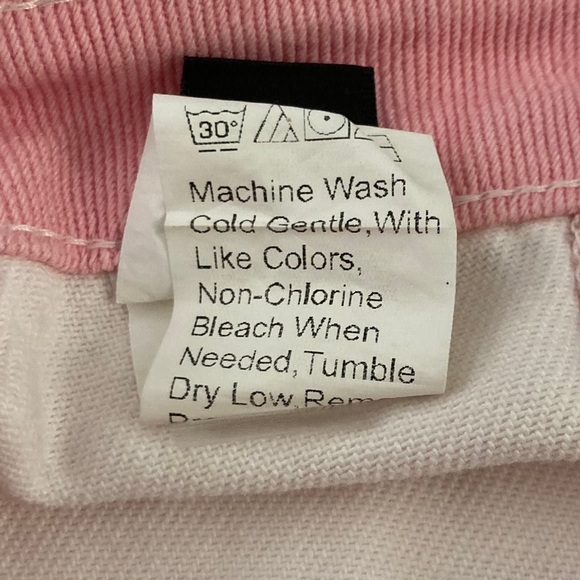 30°
Machine Wash
Cold Gentle,With
Like Colors,
Non-Chlorine
Bleach When
Needed,Tumble
Dry Low,